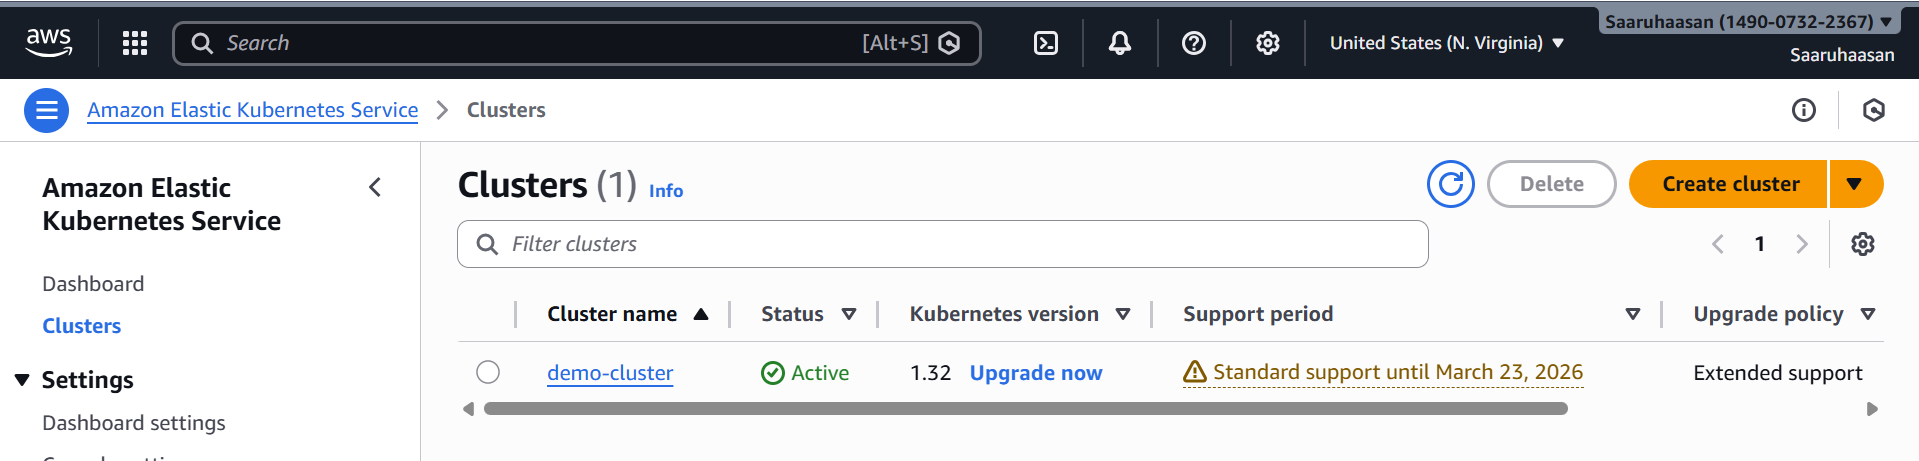 aws
Search [Alt+S]
United States (N. Virginia)
Saaruhaasan (1490-0732-2367)
Saaruhaasan
Amazon Elastic Kubernetes Service
Clusters
Amazon Elastic
Kubernetes Service
Dashboard
Clusters
Settings
Dashboard settings
Clusters (1) Info
Delete
Create cluster
Filter clusters
1
Cluster name Status Kubernetes version Support period Upgrade policy
demo-cluster Active 1.32 Upgrade now Standard support until March 23, 2026 Extended support